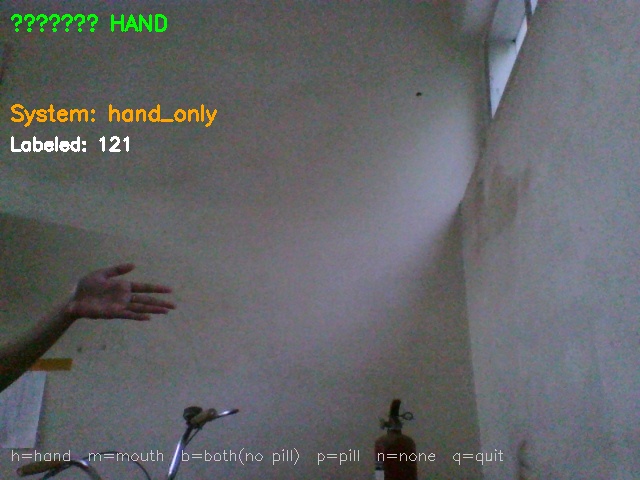 ??????? HAND
System: hand_only
Labeled: 121
h=hand m=mouth b=both(no pill) p=pill n=none q=quit